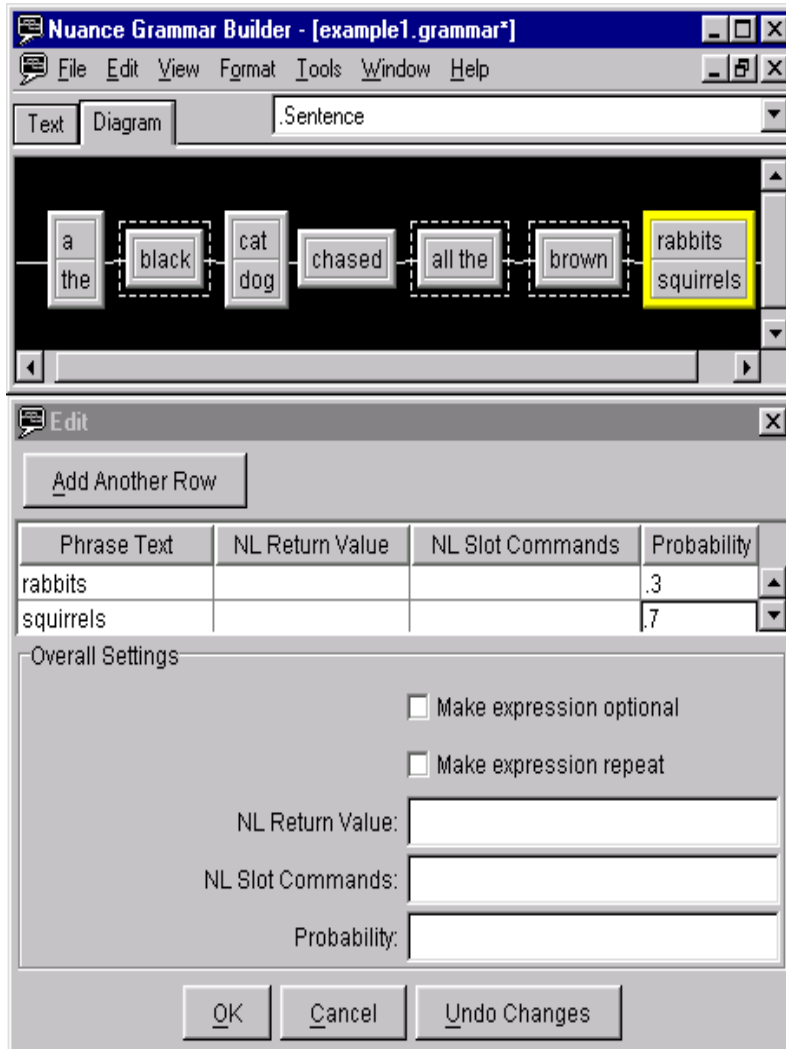 Nuance Grammar Builder - [example1.grammar*]
File Edit View Format Tools Window Help
Text Diagram .Sentence
a
the
black
cat
dog
chased
all the
brown
rabbits
squirrels
Edit
Add Another Row
Phrase Text NL Return Value NL Slot Commands Probability
rabbits .3
squirrels .7
Overall Settings
Make expression optional
Make expression repeat
NL Return Value:
NL Slot Commands:
Probability:
OK Cancel Undo Changes